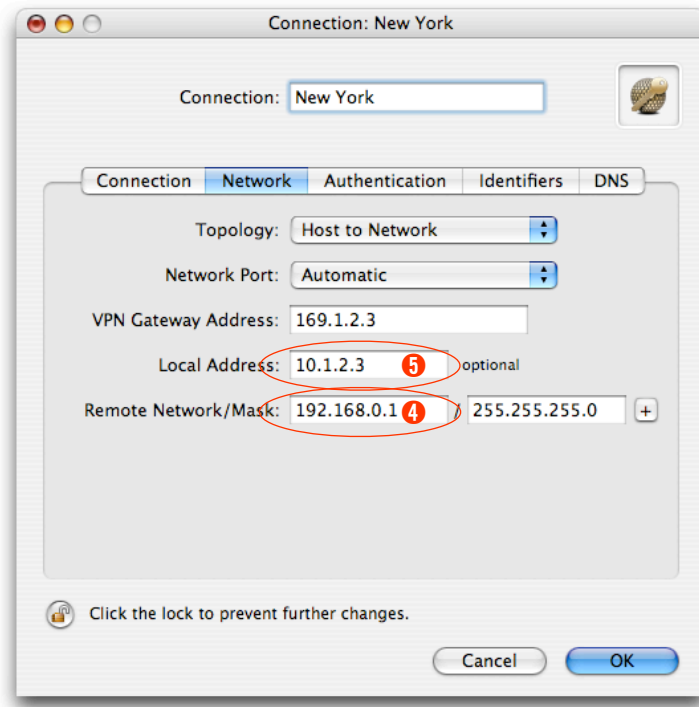 Connection: New York
Connection: New York
Connection Network Authentication Identifiers DNS
Topology: Host to Network
Network Port: Automatic
VPN Gateway Address: 169.1.2.3
Local Address: 10.1.2.3 5 optional
Remote Network/Mask: 192.168.0.1 4 / 255.255.255.0 +
Click the lock to prevent further changes.
Cancel OK